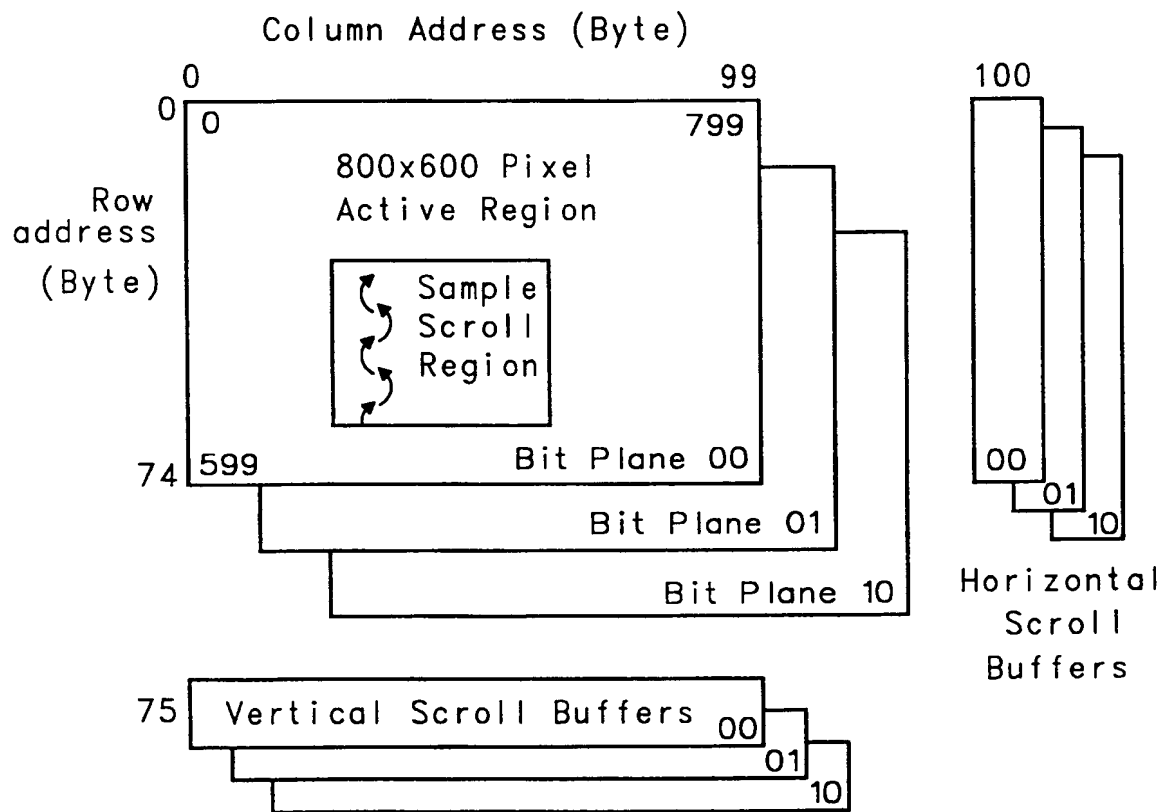 Column Address (Byte)
0 99 100
0
0 799
800x600 Pixel
Active Region
Row
address
(Byte)
Sample
Scroll
Region
74
599 Bit Plane 00
Bit Plane 01
Bit Plane 10
00
01
10
Horizontal
Scroll
Buffers
75
Vertical Scroll Buffers 00
01
10